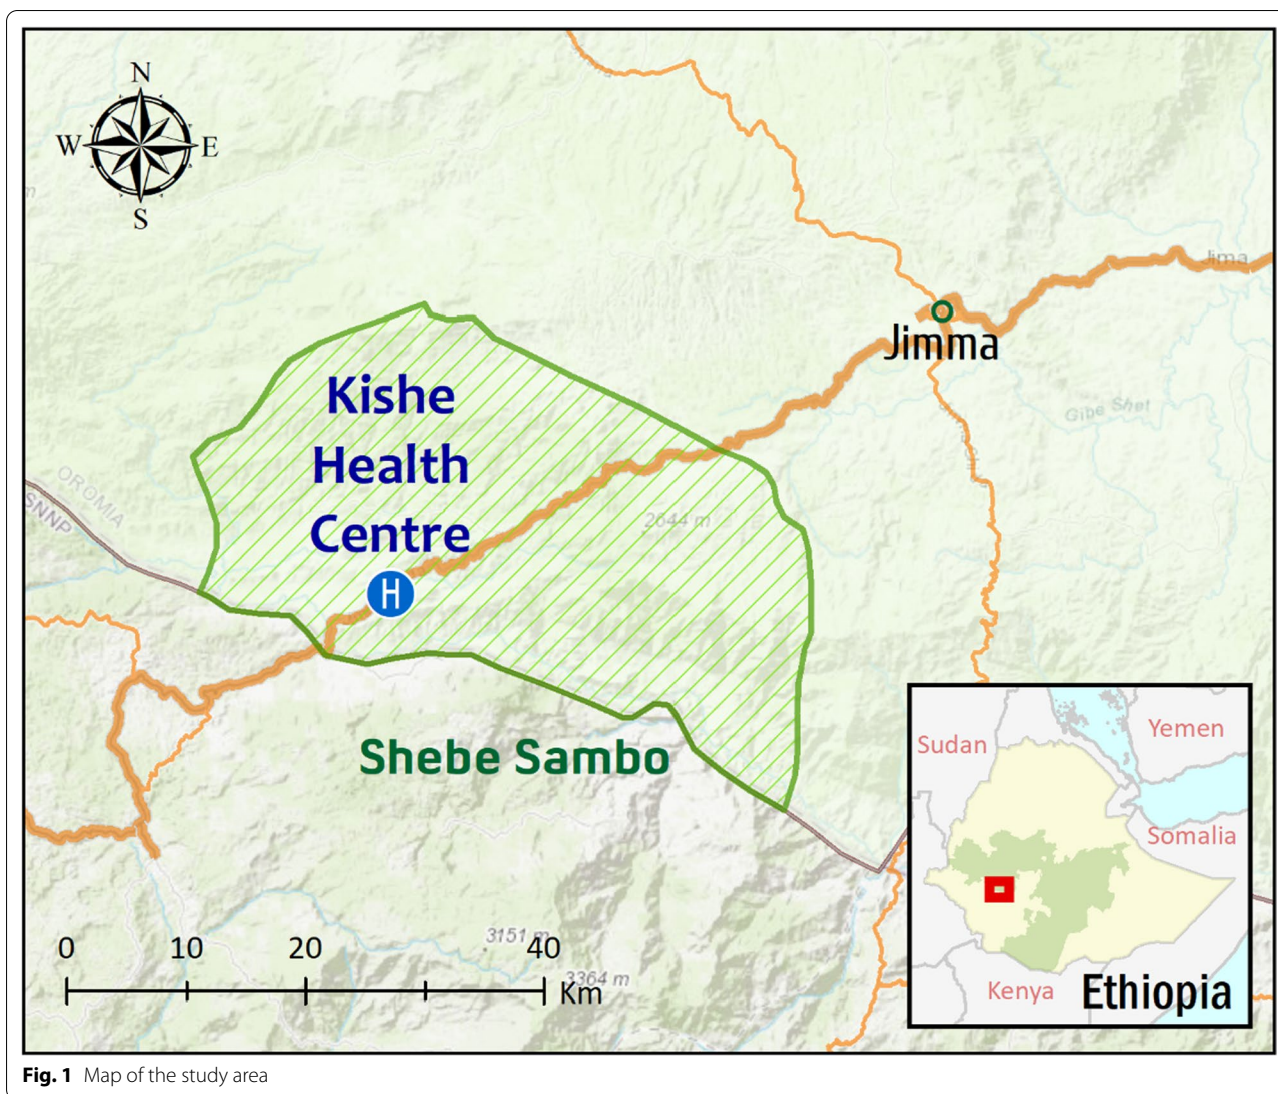 N
W E
S
Jima
Jimma
Kishe
Health
Centre
Gibe Shet
OROMIA
SNNP
2644 m
H
Shebe Sambo
Sudan
Yemen
Somalia
Kenya
Ethiopia
3151 m
3364 m
0 10 20 40
Km
Fig. 1 Map of the study area